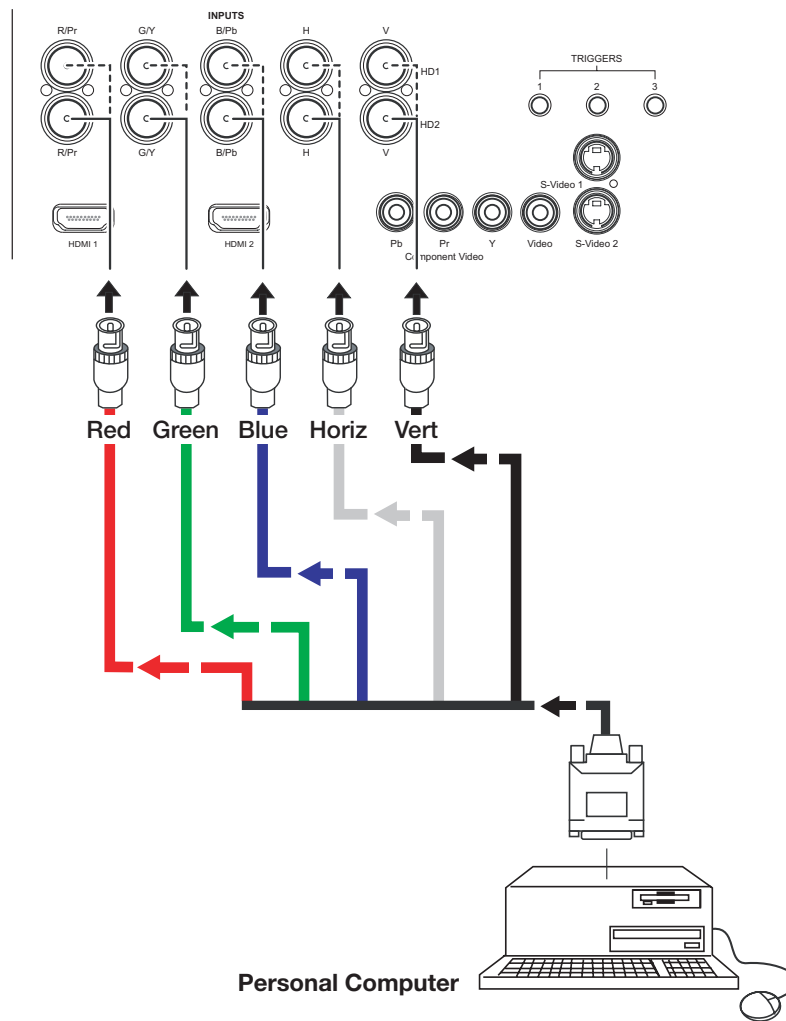 INPUTS
R/Pr G/Y B/Pb H V
HD1
TRIGGERS
1 2 3
HD2
R/Pr G/Y B/Pb H V
S-Video 1
HDMI 1 HDMI 2
Pb Pr Y Video S-Video 2
Component Video
Red Green Blue Horiz Vert
Personal Computer